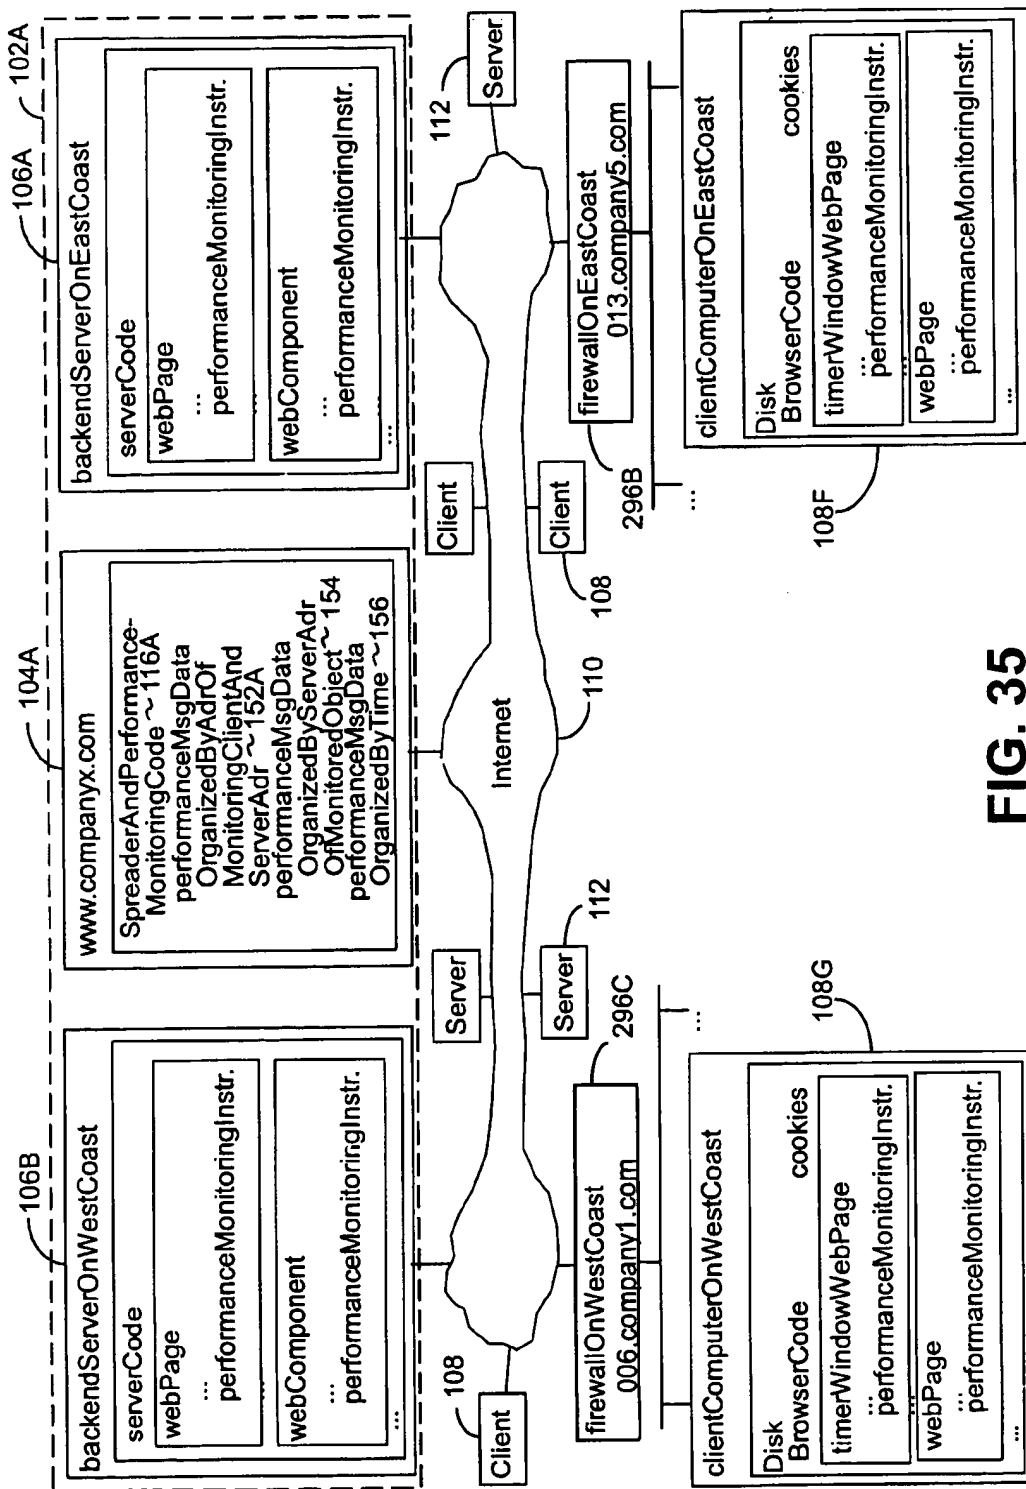 102A
106B
backendServerOnWestCoast
serverCode
webPage
...
performanceMonitoringInstr.
...
webComponent
...
performanceMonitoringInstr.
...
104A
www.companyx.com
SpreaderAndPerformance-
MonitoringCode ~ 116A
performanceMsgData
OrganizedByAdrOf
MonitoringClientAnd
ServerAdr ~ 152A
performanceMsgData
OrganizedByServerAdr
OfMonitoredObject ~ 154
performanceMsgData
OrganizedByTime ~ 156
106A
backendServerOnEastCoast
serverCode
webPage
...
performanceMonitoringInstr.
...
webComponent
...
performanceMonitoringInstr.
...
108
Client
Server
Server
112
Internet
110
Client
Client
108
112
Server
firewallOnWestCoast
006.company1.com
296C
...
firewallOnEastCoast
013.company5.com
296B
...
clientComputerOnWestCoast
108G
Disk
BrowserCode cookies
timerWindowWebPage
...
performanceMonitoringInstr.
...
webPage
...
performanceMonitoringInstr.
...
clientComputerOnEastCoast
108F
Disk
BrowserCode cookies
timerWindowWebPage
...
performanceMonitoringInstr.
...
webPage
...
performanceMonitoringInstr.
...
FIG. 35